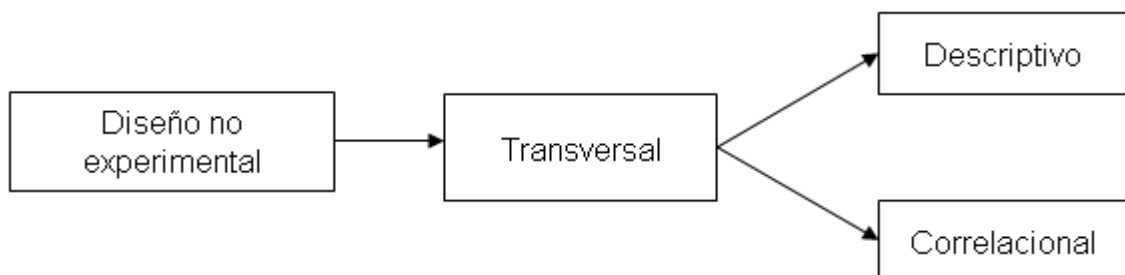 Descriptivo
Diseño no
experimental
Transversal
Correlacional